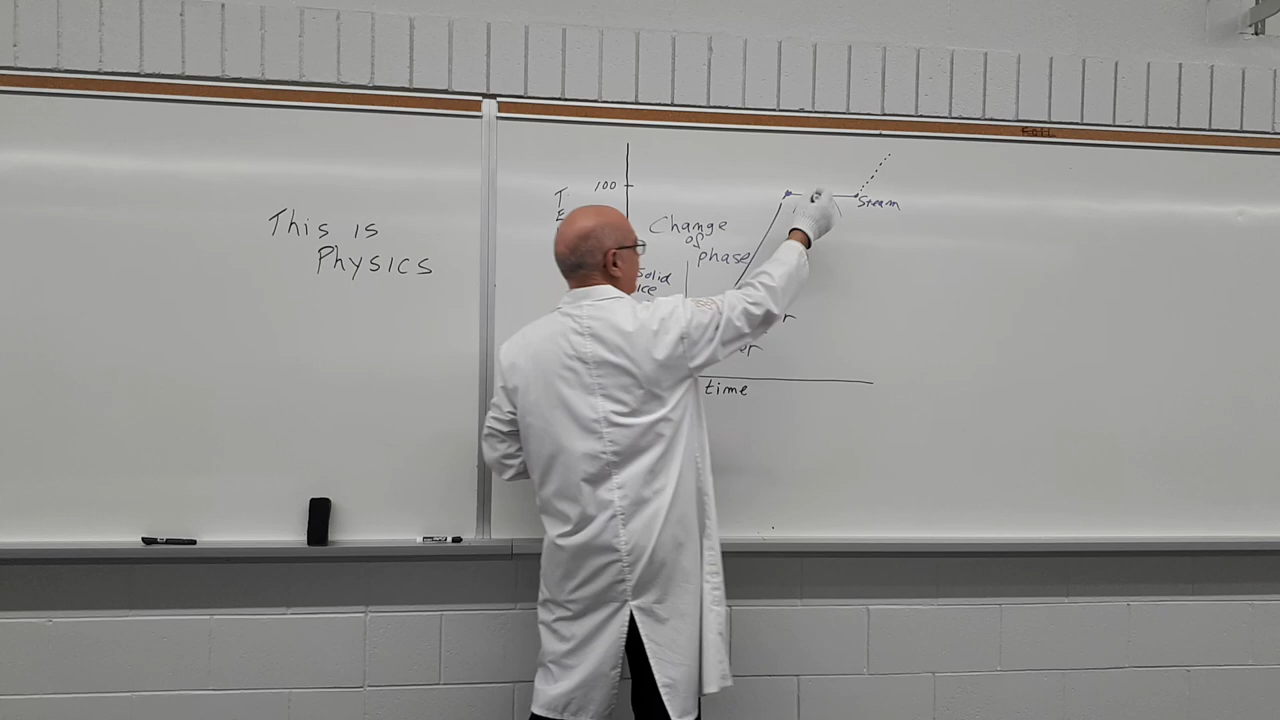 This is
Physics
T
E
100
Change
of
phase
Solid
ice
Steam
time